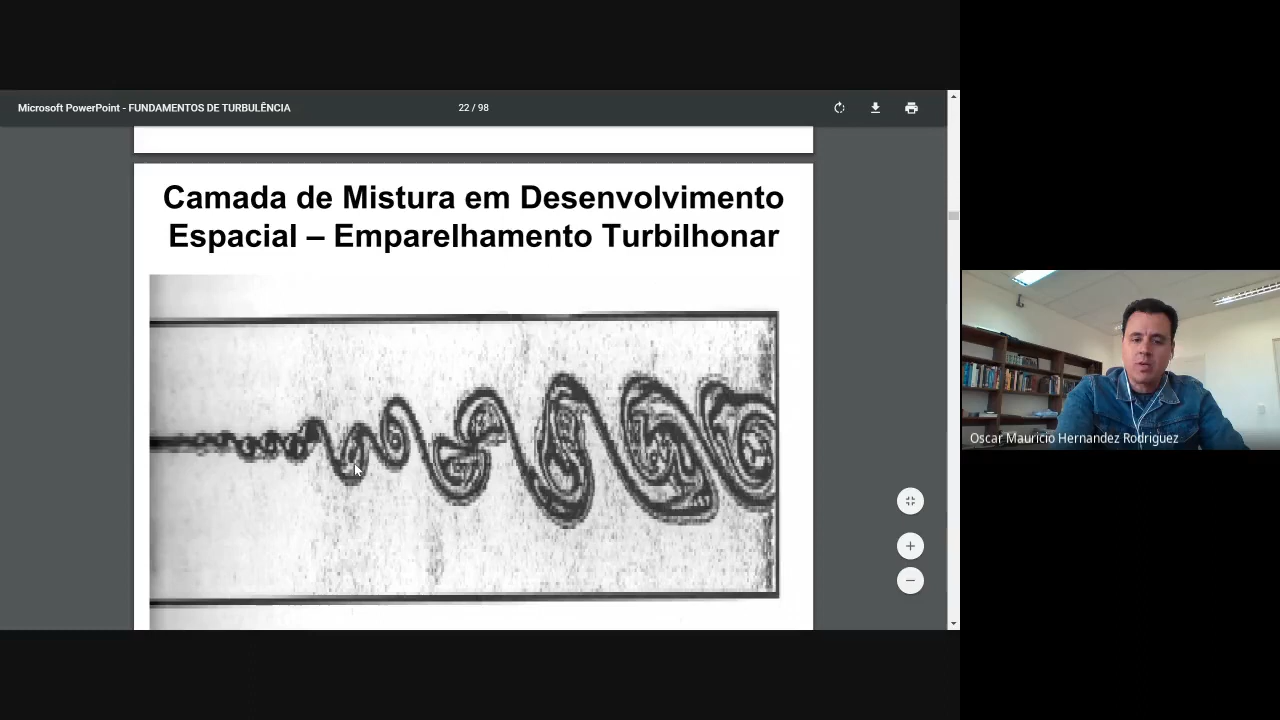 Microsoft PowerPoint - FUNDAMENTOS DE TURBULÊNCIA
22 / 98
Camada de Mistura em Desenvolvimento
Espacial – Emparelhamento Turbilhonar
Oscar Mauricio Hernandez Rodriguez